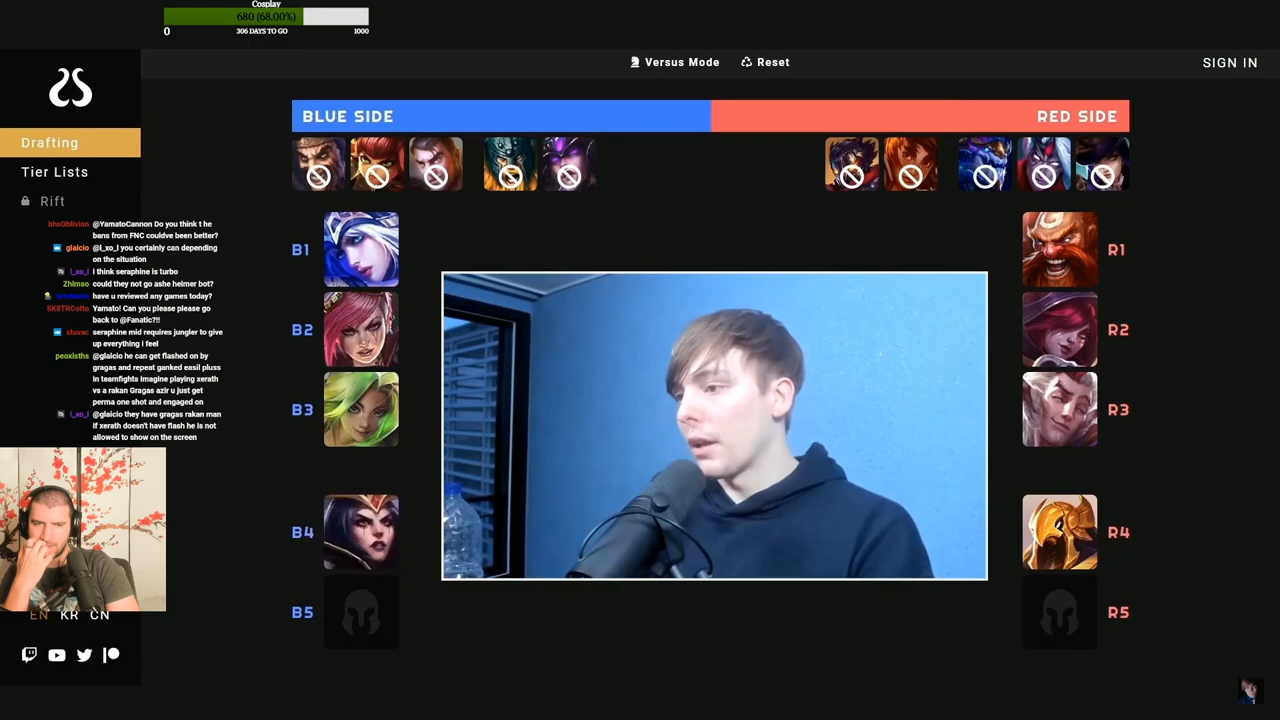 Cosplay
680 (68.00%)
0
306 DAYS TO GO
1000
Versus Mode
Reset
SIGN IN
BLUE SIDE
RED SIDE
Drafting
Tier Lists
Rift
bhsOblivion @YamatoCannon Do you think t he
bans from FNC couldve been better?
glaicio @I_xo_I you certainly can depending
on the situation
I_xo_I i think seraphine is turbo
Zhimso could they not go ashe heimer bot?
have u reviewed any games today?
SK8TRCotto Yamato! Can you please please go
back to @Fanatic?!!
stuvac seraphine mid requires jungler to give
up everything i feel
peoxisths @glaicio he can get flashed on by
gragas and repeat ganked easil pluss
in teamfights imagine playing xerath
vs a rakan Gragas azir u just get
perma one shot and engaged on
I_xo_I @glaicio they have gragas rakan man
if xerath doesn't have flash he is not
allowed to show on the screen
B1
B2
B3
B4
B5
R1
R2
R3
R4
R5
EN KR CN